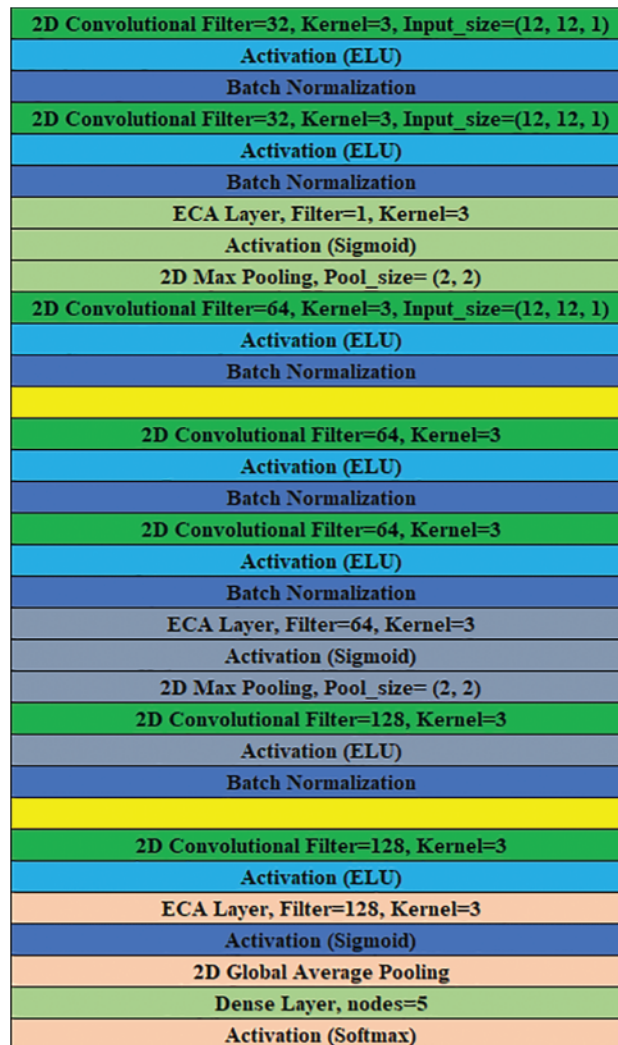 2D Convolutional Filter=32, Kernel=3, Input_size=(12, 12, 1)
Activation (ELU)
Batch Normalization
2D Convolutional Filter=32, Kernel=3, Input_size=(12, 12, 1)
Activation (ELU)
Batch Normalization
ECA Layer, Filter=1, Kernel=3
Activation (Sigmoid)
2D Max Pooling, Pool_size= (2, 2)
2D Convolutional Filter=64, Kernel=3, Input_size=(12, 12, 1)
Activation (ELU)
Batch Normalization
2D Convolutional Filter=64, Kernel=3
Activation (ELU)
Batch Normalization
2D Convolutional Filter=64, Kernel=3
Activation (ELU)
Batch Normalization
ECA Layer, Filter=64, Kernel=3
Activation (Sigmoid)
2D Max Pooling, Pool_size= (2, 2)
2D Convolutional Filter=128, Kernel=3
Activation (ELU)
Batch Normalization
2D Convolutional Filter=128, Kernel=3
Activation (ELU)
ECA Layer, Filter=128, Kernel=3
Activation (Sigmoid)
2D Global Average Pooling
Dense Layer, nodes=5
Activation (Softmax)